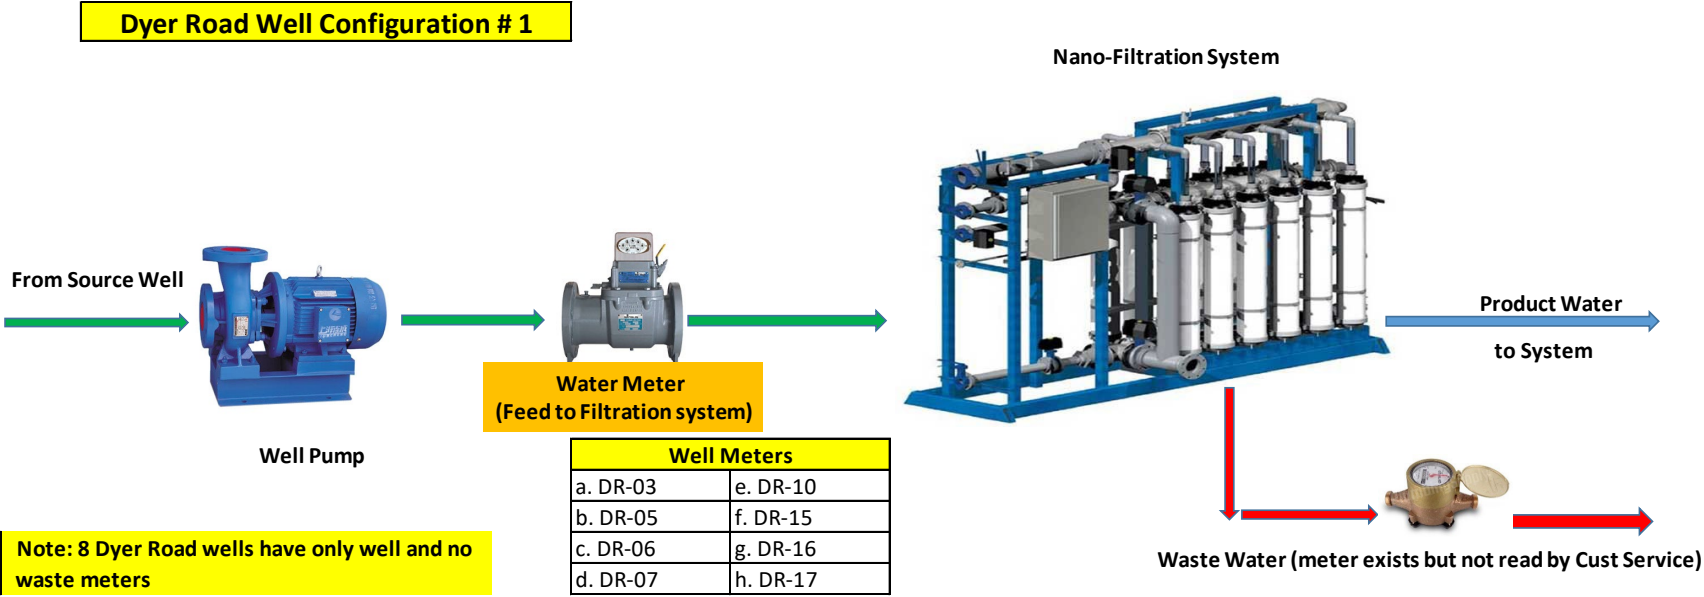 Dyer Road Well Configuration # 1
Nano-Filtration System
From Source Well
Product Water
to System
Water Meter
(Feed to Filtration system)
Well Pump
Well Meters
a. DR-03 e. DR-10
b. DR-05 f. DR-15
c. DR-06 g. DR-16
d. DR-07 h. DR-17
Note: 8 Dyer Road wells have only well and no
waste meters
Waste Water (meter exists but not read by Cust Service)